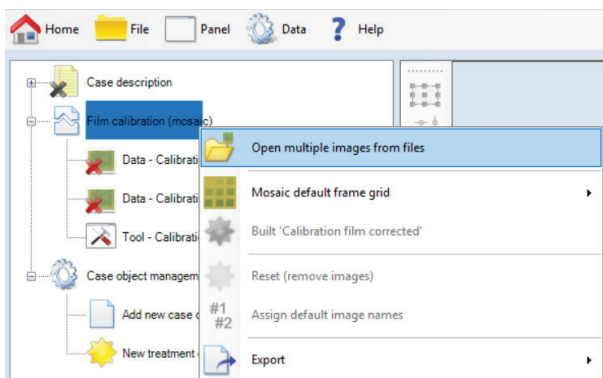 Home File Panel Data ? Help
Case description
Film calibration (mosaic)
Open multiple images from files
Data - Calibrati
Mosaic default frame grid
Data - Calibrati
Built 'Calibration film corrected'
Tool - Calibrati
Reset (remove images)
Case object managem
#1
#2
Assign default image names
Add new case o
New treatment
Export